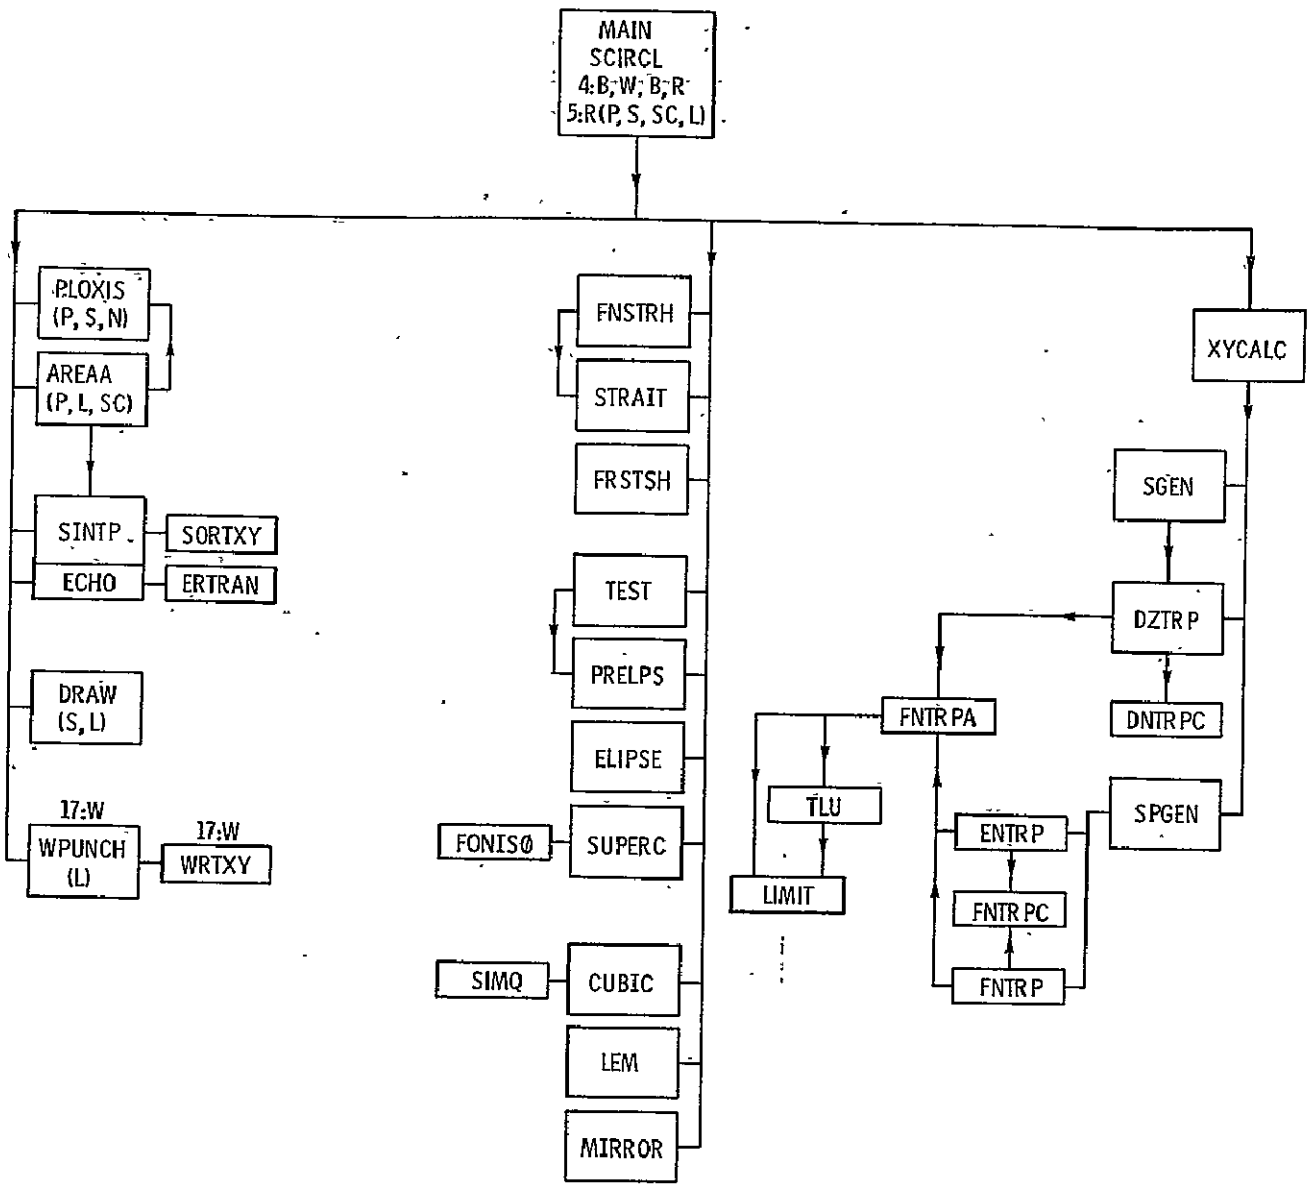 MAIN
SCIRCL
4:B, W, B, R
5:R(P, S, SC, L)
PLOXIS
(P, S, N)
AREAA
(P, L, SC)
SINTP
SORTXY
ECHO
ERTRAN
DRAW
(S, L)
17:W
WPUNCH
(L)
17:W
WRTXY
FNSTRH
STRAIT
FRSTSH
TEST
PRELPS
ELIPSE
FONISØ
SUPERC
SIMQ
CUBIC
LEM
MIRROR
XYCALC
SGEN
DZTRP
DNTRPC
FNTRPA
TLU
LIMIT
SPGEN
ENTRP
FNTRPC
FNTRP